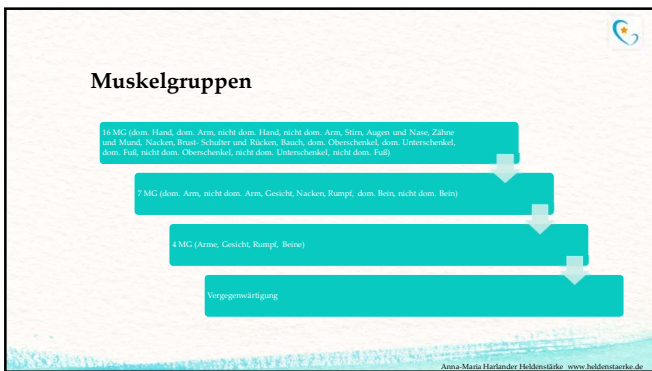 Muskelgruppen
16 MG (dom. Hand, dom. Arm, nicht dom. Hand, nicht dom. Arm, Stirn, Augen und Nase, Zähne
und Mund, Nacken, Brust- Schulter und Rücken, Bauch, dom. Oberschenkel, dom. Unterschenkel,
dom. Fuß, nicht dom. Oberschenkel, nicht dom. Unterschenkel, nicht dom. Fuß)
7 MG (dom. Arm, nicht dom. Arm, Gesicht, Nacken, Rumpf, dom. Bein, nicht dom. Bein)
4 MG (Arme, Gesicht, Rumpf, Beine)
Vergegenwärtigung
Anna-Maria Harlander Heldenstärke www.heldenstaerke.de